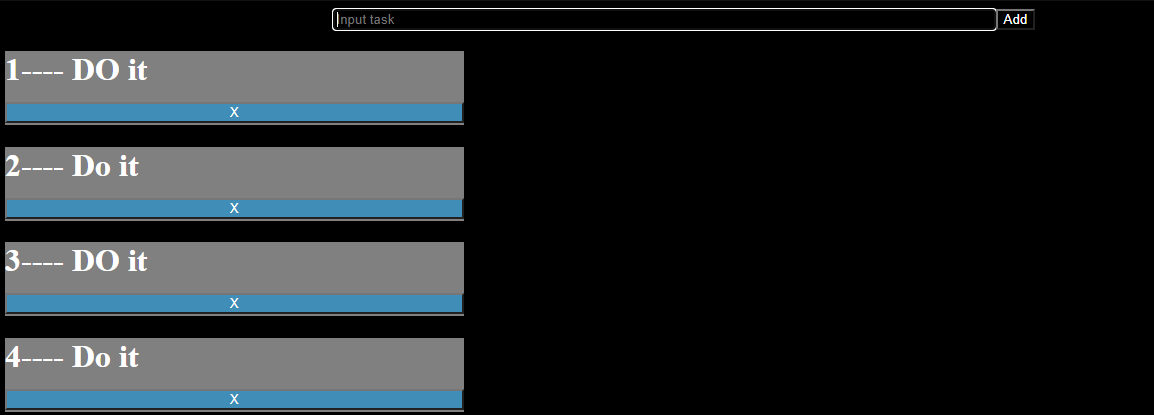 Input task
Add
1---- DO it
X
2---- Do it
X
3---- DO it
X
4---- Do it
X